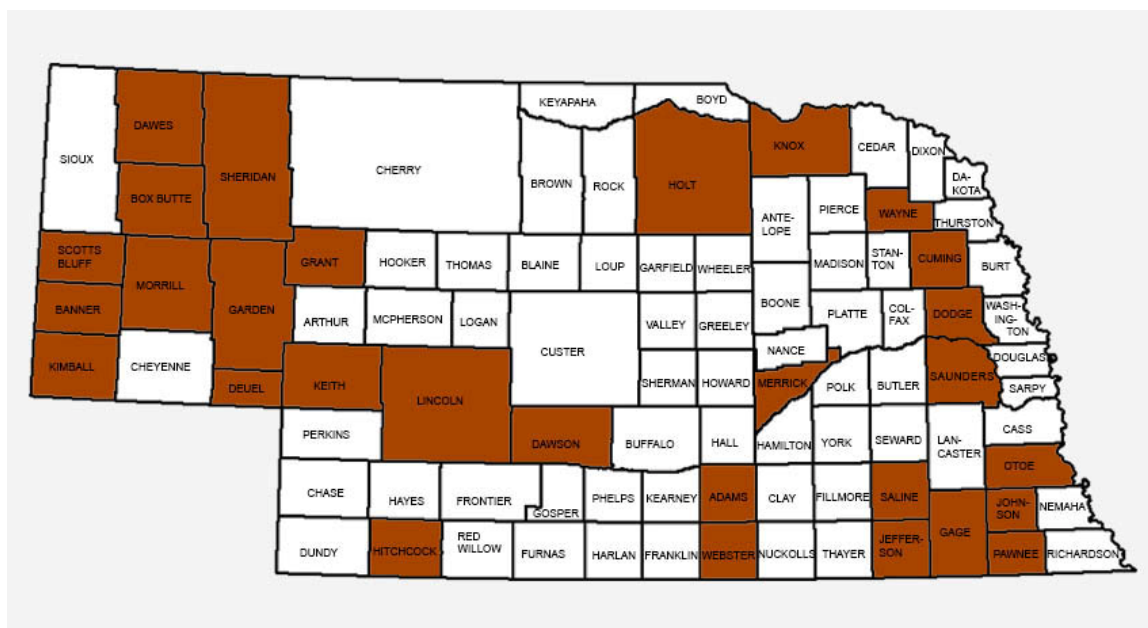 KEYAPAHA
BOYD
DAWES
SIOUX
SHERIDAN
CHERRY
BOX BUTTE
BROWN
ROCK
HOLT
KNOX
CEDAR
DIXON
DA-
KOTA
ANTE-
LOPE
PIERCE
WAYNE
THURSTON
SCOTTS
BLUFF
MORRILL
GARDEN
GRANT
HOOKER
THOMAS
BLAINE
LOUP
GARFIELD
WHEELER
MADISON
STAN-
TON
CUMING
BURT
BANNER
ARTHUR
MCPHERSON
LOGAN
CUSTER
VALLEY
GREELEY
BOONE
PLATTE
COL-
FAX
DODGE
WASH-
ING-
TON
KIMBALL
CHEYENNE
DEUEL
KEITH
LINCOLN
SHERMAN
HOWARD
NANCE
MERRICK
POLK
BUTLER
SAUNDERS
DOUGLAS
SARPY
PERKINS
DAWSON
BUFFALO
HALL
HAMILTON
YORK
SEWARD
LAN-
CASTER
CASS
OTOE
CHASE
HAYES
FRONTIER
GOSPER
PHELPS
KEARNEY
ADAMS
CLAY
FILLMORE
SALINE
GAGE
JOHN-
SON
NEMAHA
DUNDY
HITCHCOCK
RED
WILLOW
FURNAS
HARLAN
FRANKLIN
WEBSTER
NUCKOLLS
THAYER
JEFFER-
SON
PAWNEE
RICHARDSON